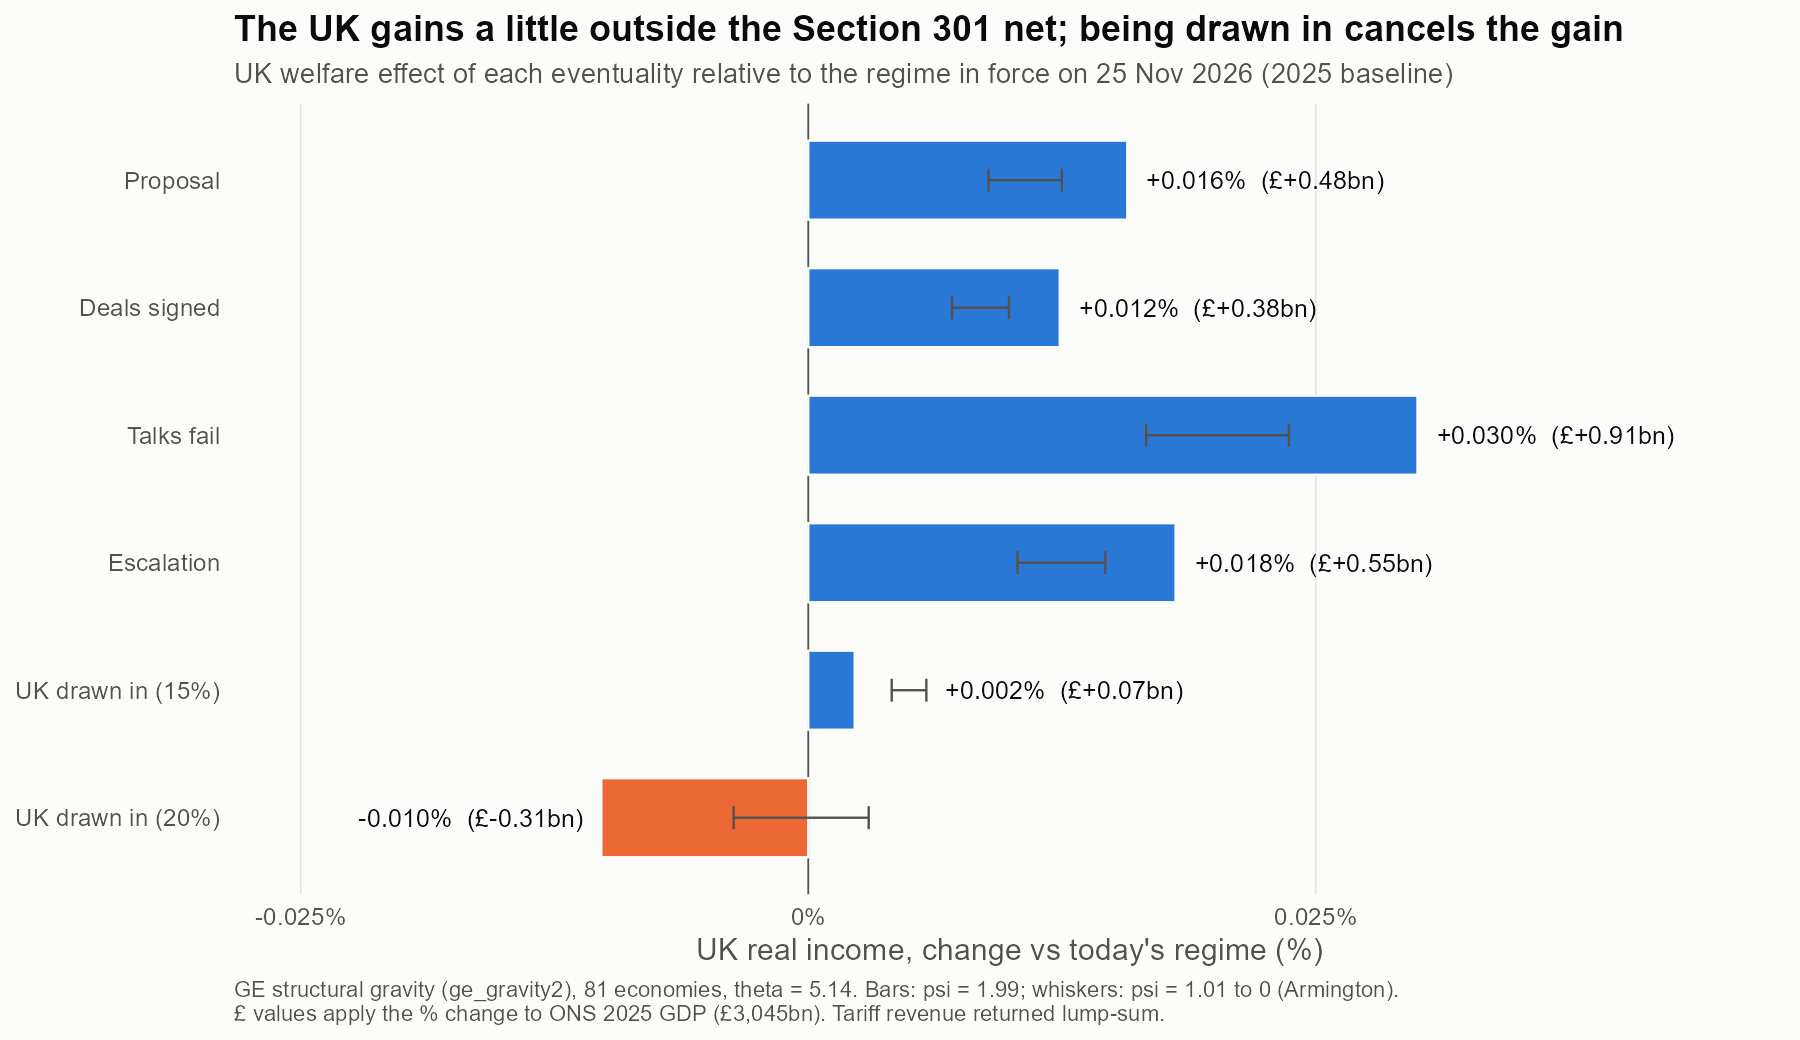 The UK gains a little outside the Section 301 net; being drawn in cancels the gain
UK welfare effect of each eventuality relative to the regime in force on 25 Nov 2026 (2025 baseline)
Proposal
+0.016%  (£+0.48bn)
Deals signed
+0.012%  (£+0.38bn)
Talks fail
+0.030%  (£+0.91bn)
Escalation
+0.018%  (£+0.55bn)
UK drawn in (15%)
+0.002%  (£+0.07bn)
UK drawn in (20%)
-0.010%  (£-0.31bn)
-0.025%
0%
0.025%
UK real income, change vs today's regime (%)
GE structural gravity (ge_gravity2), 81 economies, theta = 5.14. Bars: psi = 1.99; whiskers: psi = 1.01 to 0 (Armington).
£ values apply the % change to ONS 2025 GDP (£3,045bn). Tariff revenue returned lump-sum.